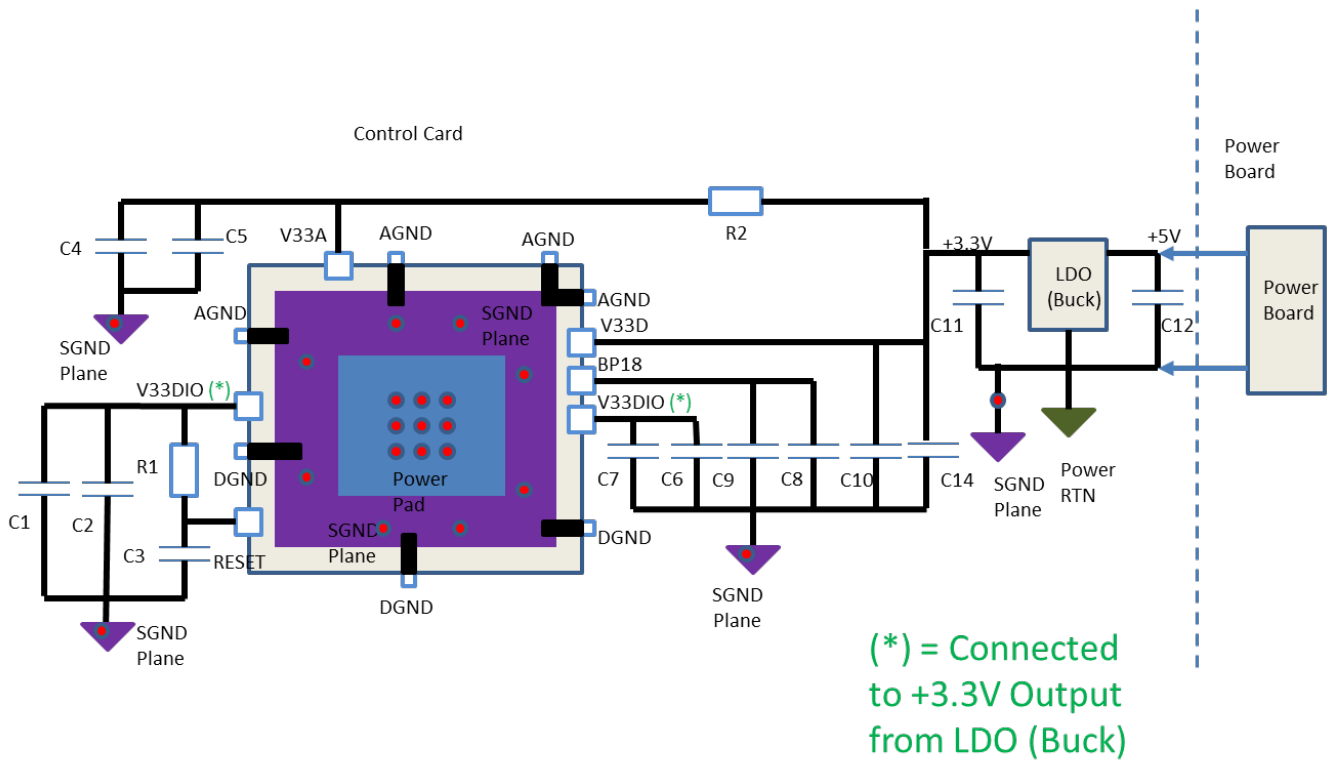 Control Card
Power
Board
C4
C5
V33A
AGND
AGND
R2
+3.3V
+5V
LDO
(Buck)
Power
Board
AGND
AGND
SGND
Plane
V33D
C11
C12
SGND
Plane
BP18
V33DIO (*)
V33DIO (*)
R1
DGND
Power
Pad
C7
C6
C9
C8
C10
C14
SGND
Plane
Power
RTN
C1
C2
C3
RESET
SGND
Plane
DGND
DGND
SGND
Plane
SGND
Plane
(*) = Connected
to +3.3V Output
from LDO (Buck)